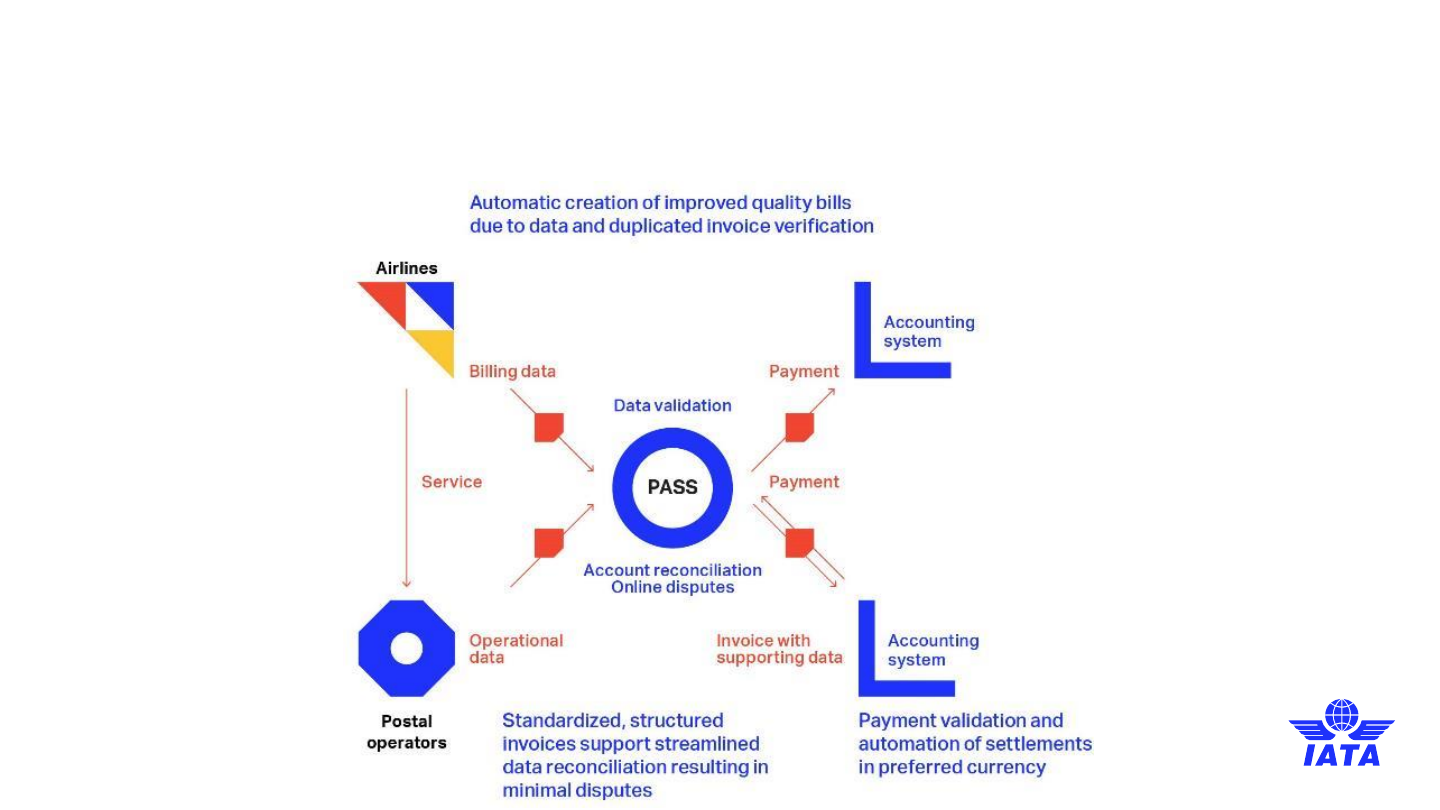 Automatic creation of improved quality bills
due to data and duplicated invoice verification
Airlines
Accounting
system
Billing data
Payment
Data validation
Service
PASS
Payment
Account reconciliation
Online disputes
Operational
data
Invoice with
supporting data
Accounting
system
Postal
operators
Standardized, structured
invoices support streamlined
data reconciliation resulting in
minimal disputes
Payment validation and
automation of settlements
in preferred currency
IATA